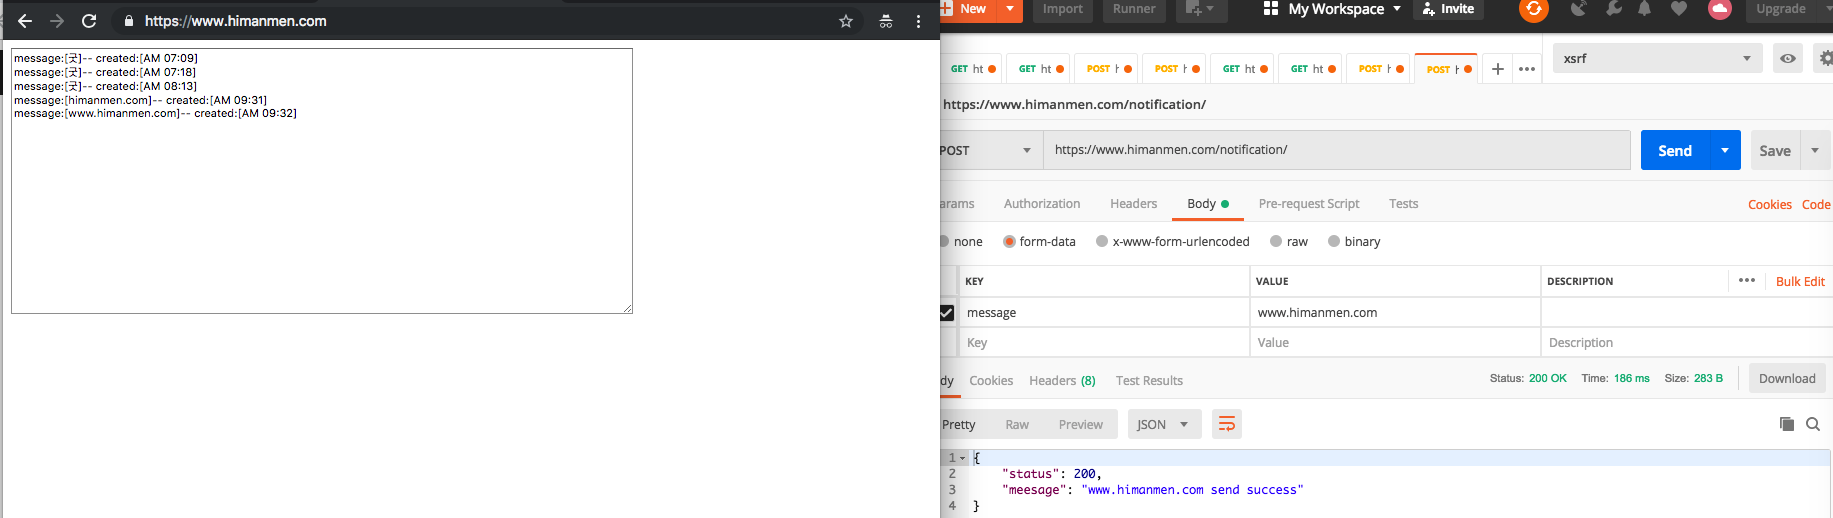 https://www.himanmen.com
message:[굿]-- created:[AM 07:09]
message:[굿]-- created:[AM 07:18]
message:[굿]-- created:[AM 08:13]
message:[himanmen.com]-- created:[AM 09:31]
message:[www.himanmen.com]-- created:[AM 09:32]
New Import Runner My Workspace Invite Upgrade
GET ht GET ht POST POST GET ht GET ht POST POST xsrf
https://www.himanmen.com/notification/
POST https://www.himanmen.com/notification/ Send Save
arams Authorization Headers Body Pre-request Script Tests Cookies Code
none form-data x-www-form-urlencoded raw binary
KEY VALUE DESCRIPTION Bulk Edit
message www.himanmen.com
Key Value Description
dy Cookies Headers (8) Test Results Status: 200 OK Time: 186 ms Size: 283 B Download
Pretty Raw Preview JSON
1 {
2 "status": 200,
3 "meesage": "www.himanmen.com send success"
4 }